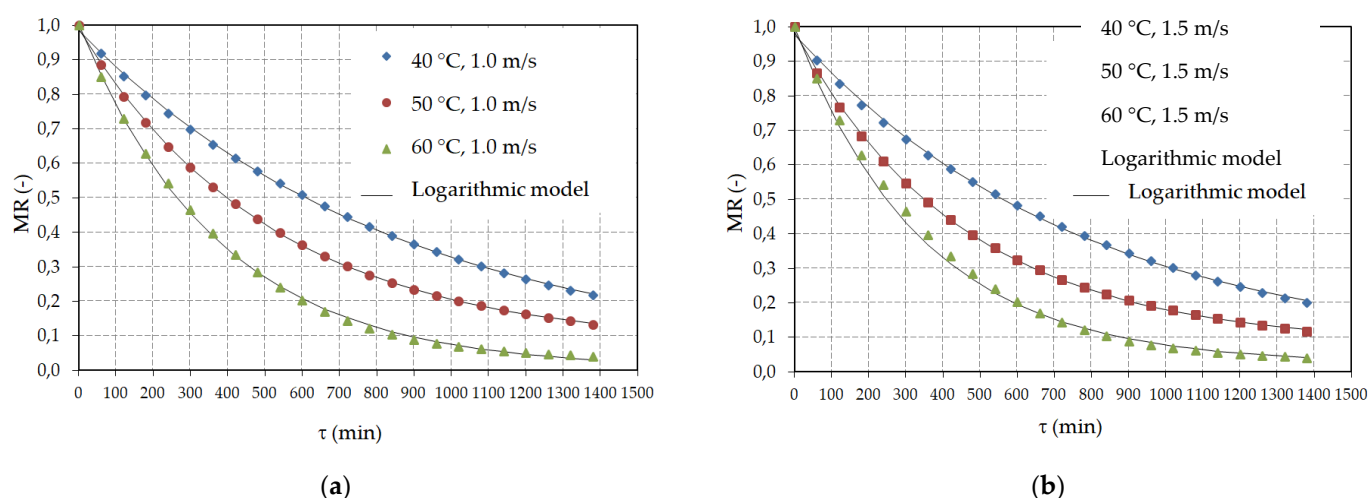 1,0
0,9
0,8
0,7
0,6
0,5
0,4
0,3
0,2
0,1
0,0
MR (-)
40 °C, 1.0 m/s
50 °C, 1.0 m/s
60 °C, 1.0 m/s
Logarithmic model
0 100 200 300 400 500 600 700 800 900 1000 1100 1200 1300 1400 1500
τ (min)
(a)
1,0
0,9
0,8
0,7
0,6
0,5
0,4
0,3
0,2
0,1
0,0
MR (-)
40 °C, 1.5 m/s
50 °C, 1.5 m/s
60 °C, 1.5 m/s
Logarithmic model
Logarithmic model
0 100 200 300 400 500 600 700 800 900 1000 1100 1200 1300 1400 1500
τ (min)
(b)